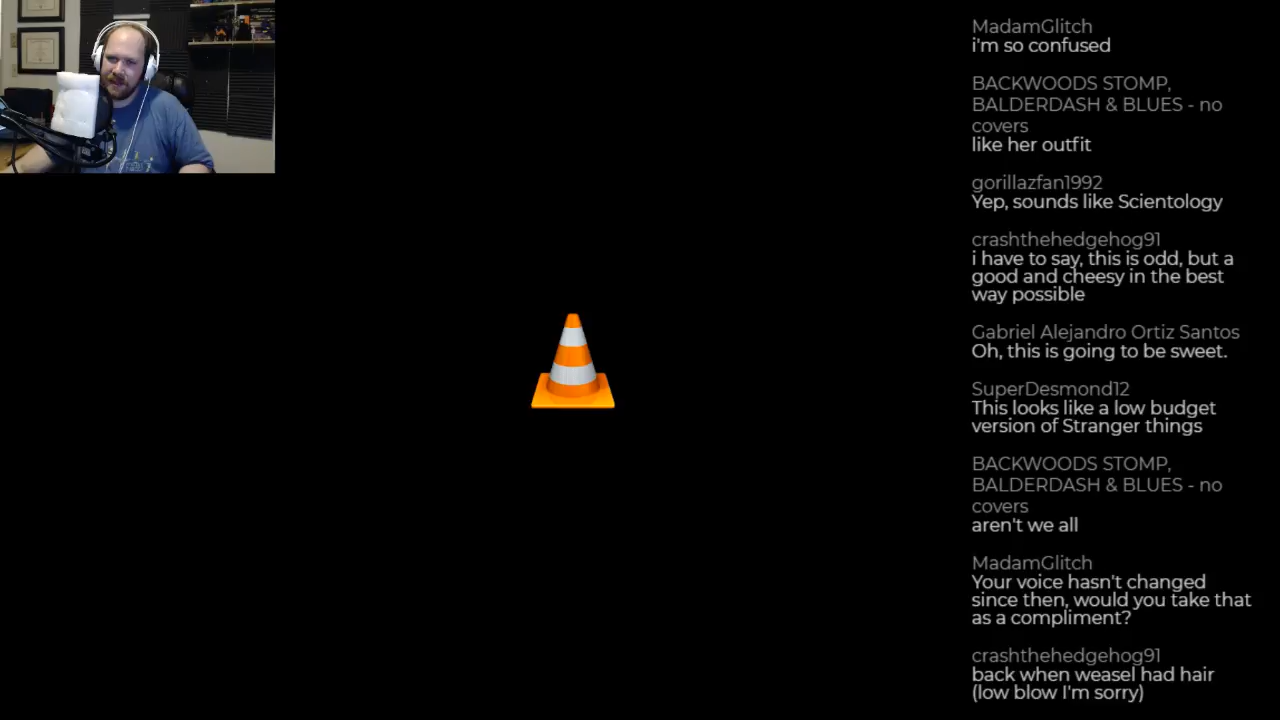 MadamGlitch
i'm so confused
BACKWOODS STOMP,
BALDERDASH & BLUES - no
covers
like her outfit
gorillazfan1992
Yep, sounds like Scientology
crashthehedgehog91
i have to say, this is odd, but a
good and cheesy in the best
way possible
Gabriel Alejandro Ortiz Santos
Oh, this is going to be sweet.
SuperDesmond12
This looks like a low budget
version of Stranger things
BACKWOODS STOMP,
BALDERDASH & BLUES - no
covers
aren't we all
MadamGlitch
Your voice hasn't changed
since then, would you take that
as a compliment?
crashthehedgehog91
back when weasel had hair
(low blow I'm sorry)